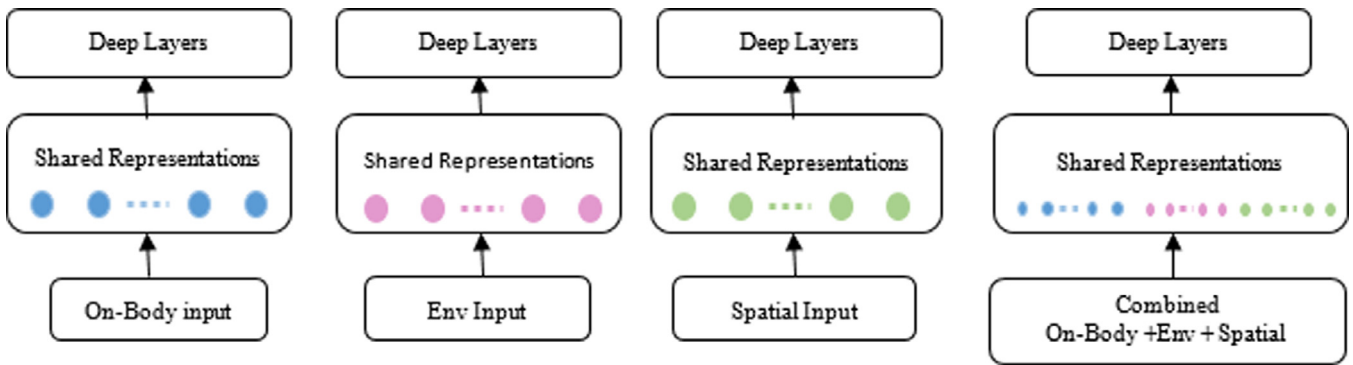 Deep Layers
Deep Layers
Deep Layers
Deep Layers
Shared Representations
Shared Representations
Shared Representations
Shared Representations
On-Body input
Env Input
Spatial Input
Combined
On-Body +Env + Spatial